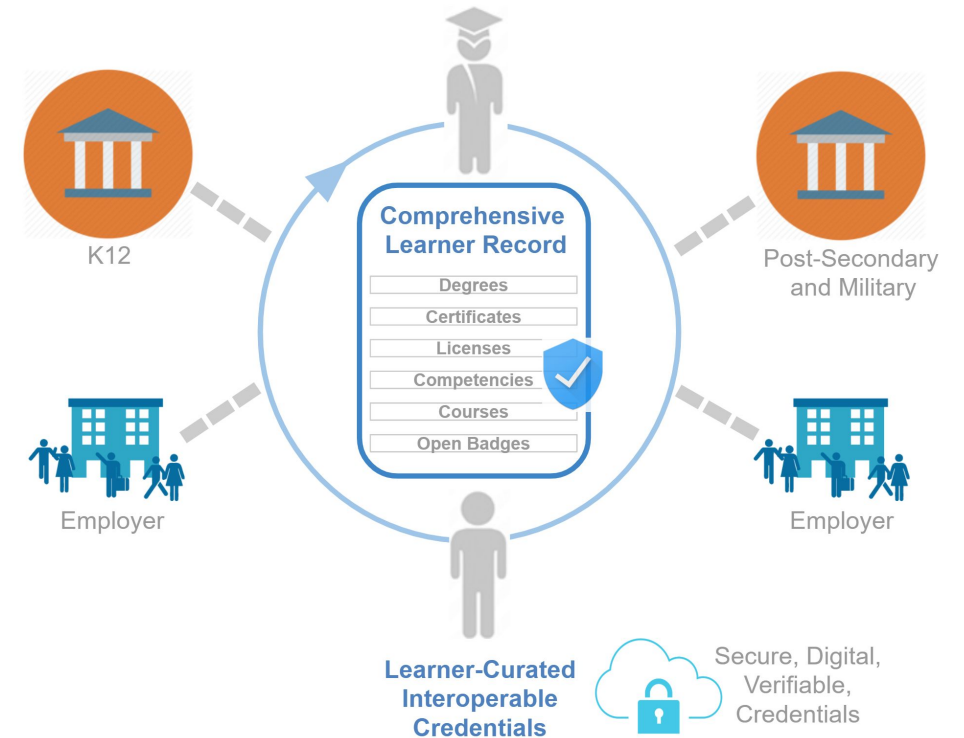 Comprehensive
Learner Record
Degrees
Certificates
Licenses
Competencies
Courses
Open Badges
K12
Post-Secondary
and Military
Employer
Employer
Learner-Curated
Interoperable
Credentials
Secure, Digital,
Verifiable,
Credentials